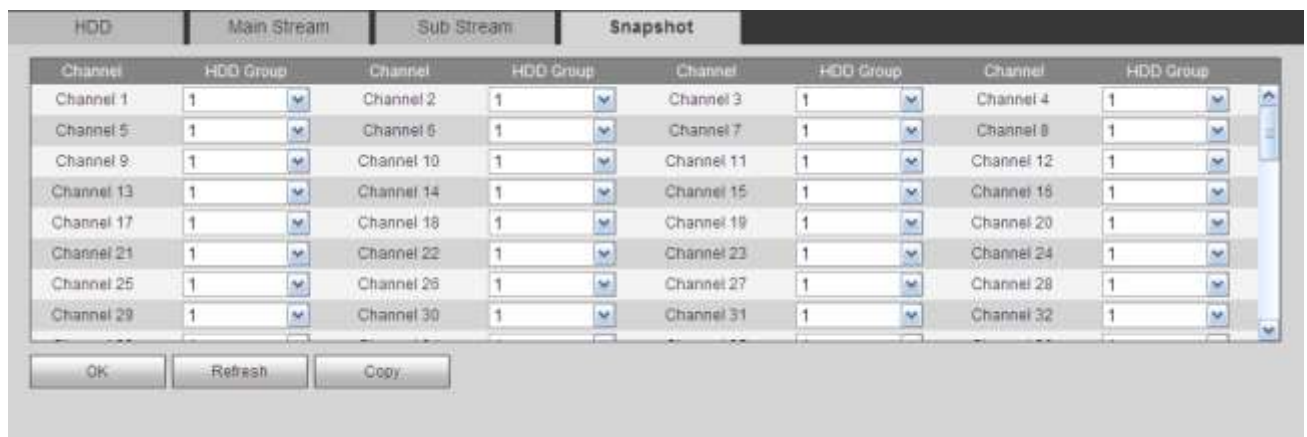 HDD Main Stream Sub Stream Snapshot
Channel HDD Group Channel HDD Group Channel HDD Group Channel HDD Group
Channel 1 1 Channel 2 1 Channel 3 1 Channel 4 1
Channel 5 1 Channel 6 1 Channel 7 1 Channel 8 1
Channel 9 1 Channel 10 1 Channel 11 1 Channel 12 1
Channel 13 1 Channel 14 1 Channel 15 1 Channel 16 1
Channel 17 1 Channel 18 1 Channel 19 1 Channel 20 1
Channel 21 1 Channel 22 1 Channel 23 1 Channel 24 1
Channel 25 1 Channel 26 1 Channel 27 1 Channel 28 1
Channel 29 1 Channel 30 1 Channel 31 1 Channel 32 1
OK Refresh Copy